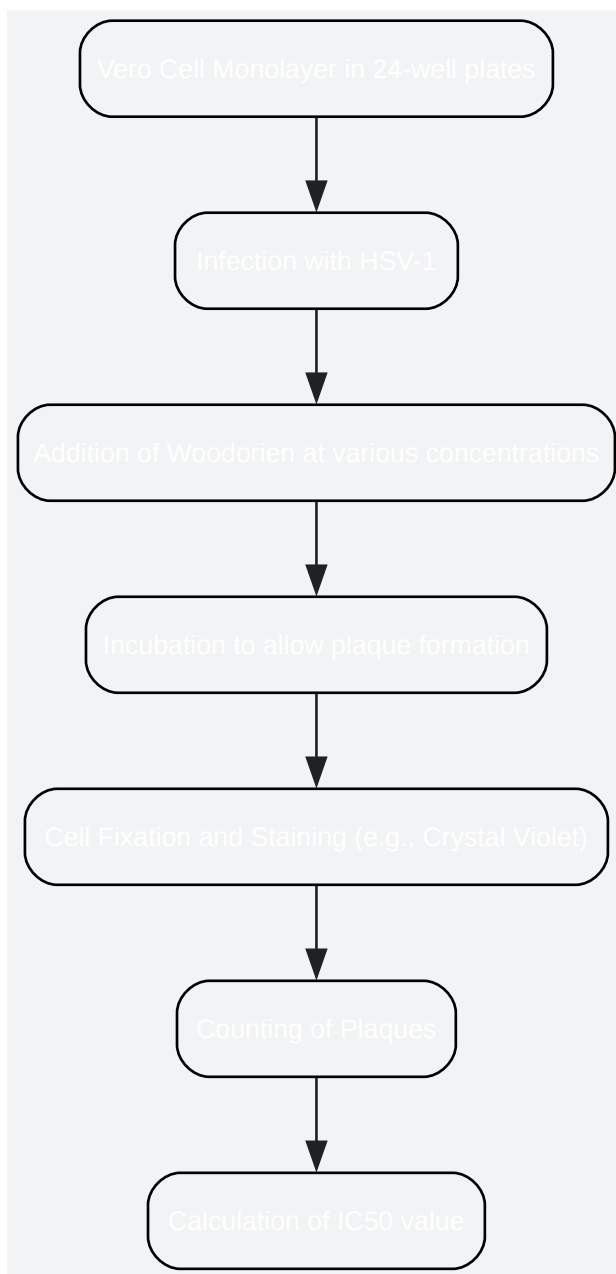 Vero Cell Monolayer in 24-well plates
Infection with HSV-1
Addition of Woodorien at various concentrations
Incubation to allow plaque formation
Cell Fixation and Staining (e.g., Crystal Violet)
Counting of Plaques
Calculation of IC50 value